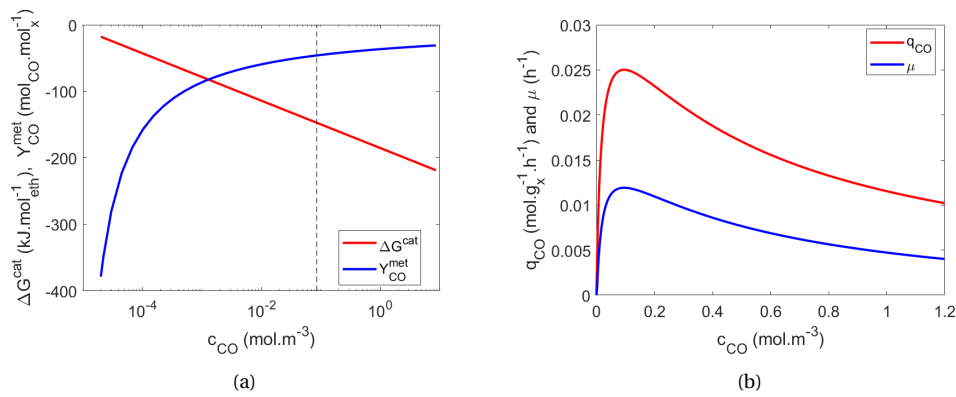 0
-100
-200
-300
-400
10⁻⁴
10⁻²
10⁰
ΔG^cat (kJ.mol_eth^-1), Y_CO^met (mol_CO.mol_x^-1)
c_CO (mol.m⁻³)
ΔG^cat
Y_CO^met
(a)
0.03
0.025
0.02
0.015
0.01
0.005
0
0
0.2
0.4
0.6
0.8
1
1.2
q_CO (mol.g_x^-1.h^-1) and μ (h^-1)
c_CO (mol.m⁻³)
q_CO
μ
(b)